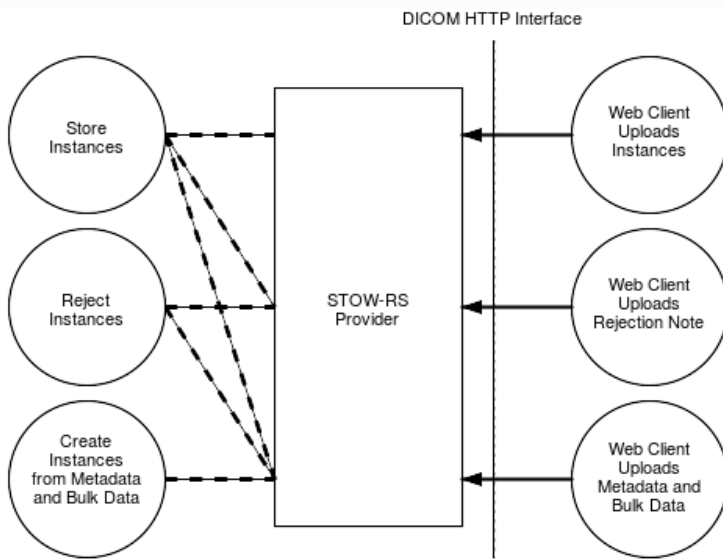 DICOM HTTP Interface
Store
Instances
Web Client
Uploads
Instances
Reject
Instances
STOW-RS
Provider
Web Client
Uploads
Rejection Note
Create
Instances
from Metadata
and Bulk Data
Web Client
Uploads
Metadata and
Bulk Data